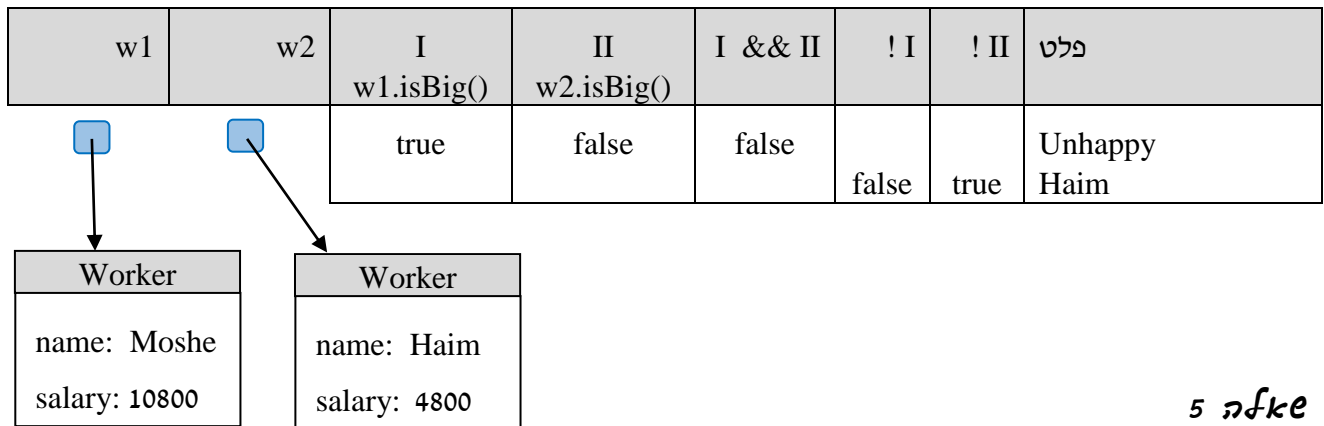 w1 w2 I II I && II ! I ! II פלט
w1.isBig() w2.isBig()
true false false Unhappy
false true Haim
Worker Worker
name: Moshe name: Haim
salary: 10800 salary: 4800
שאלה 5